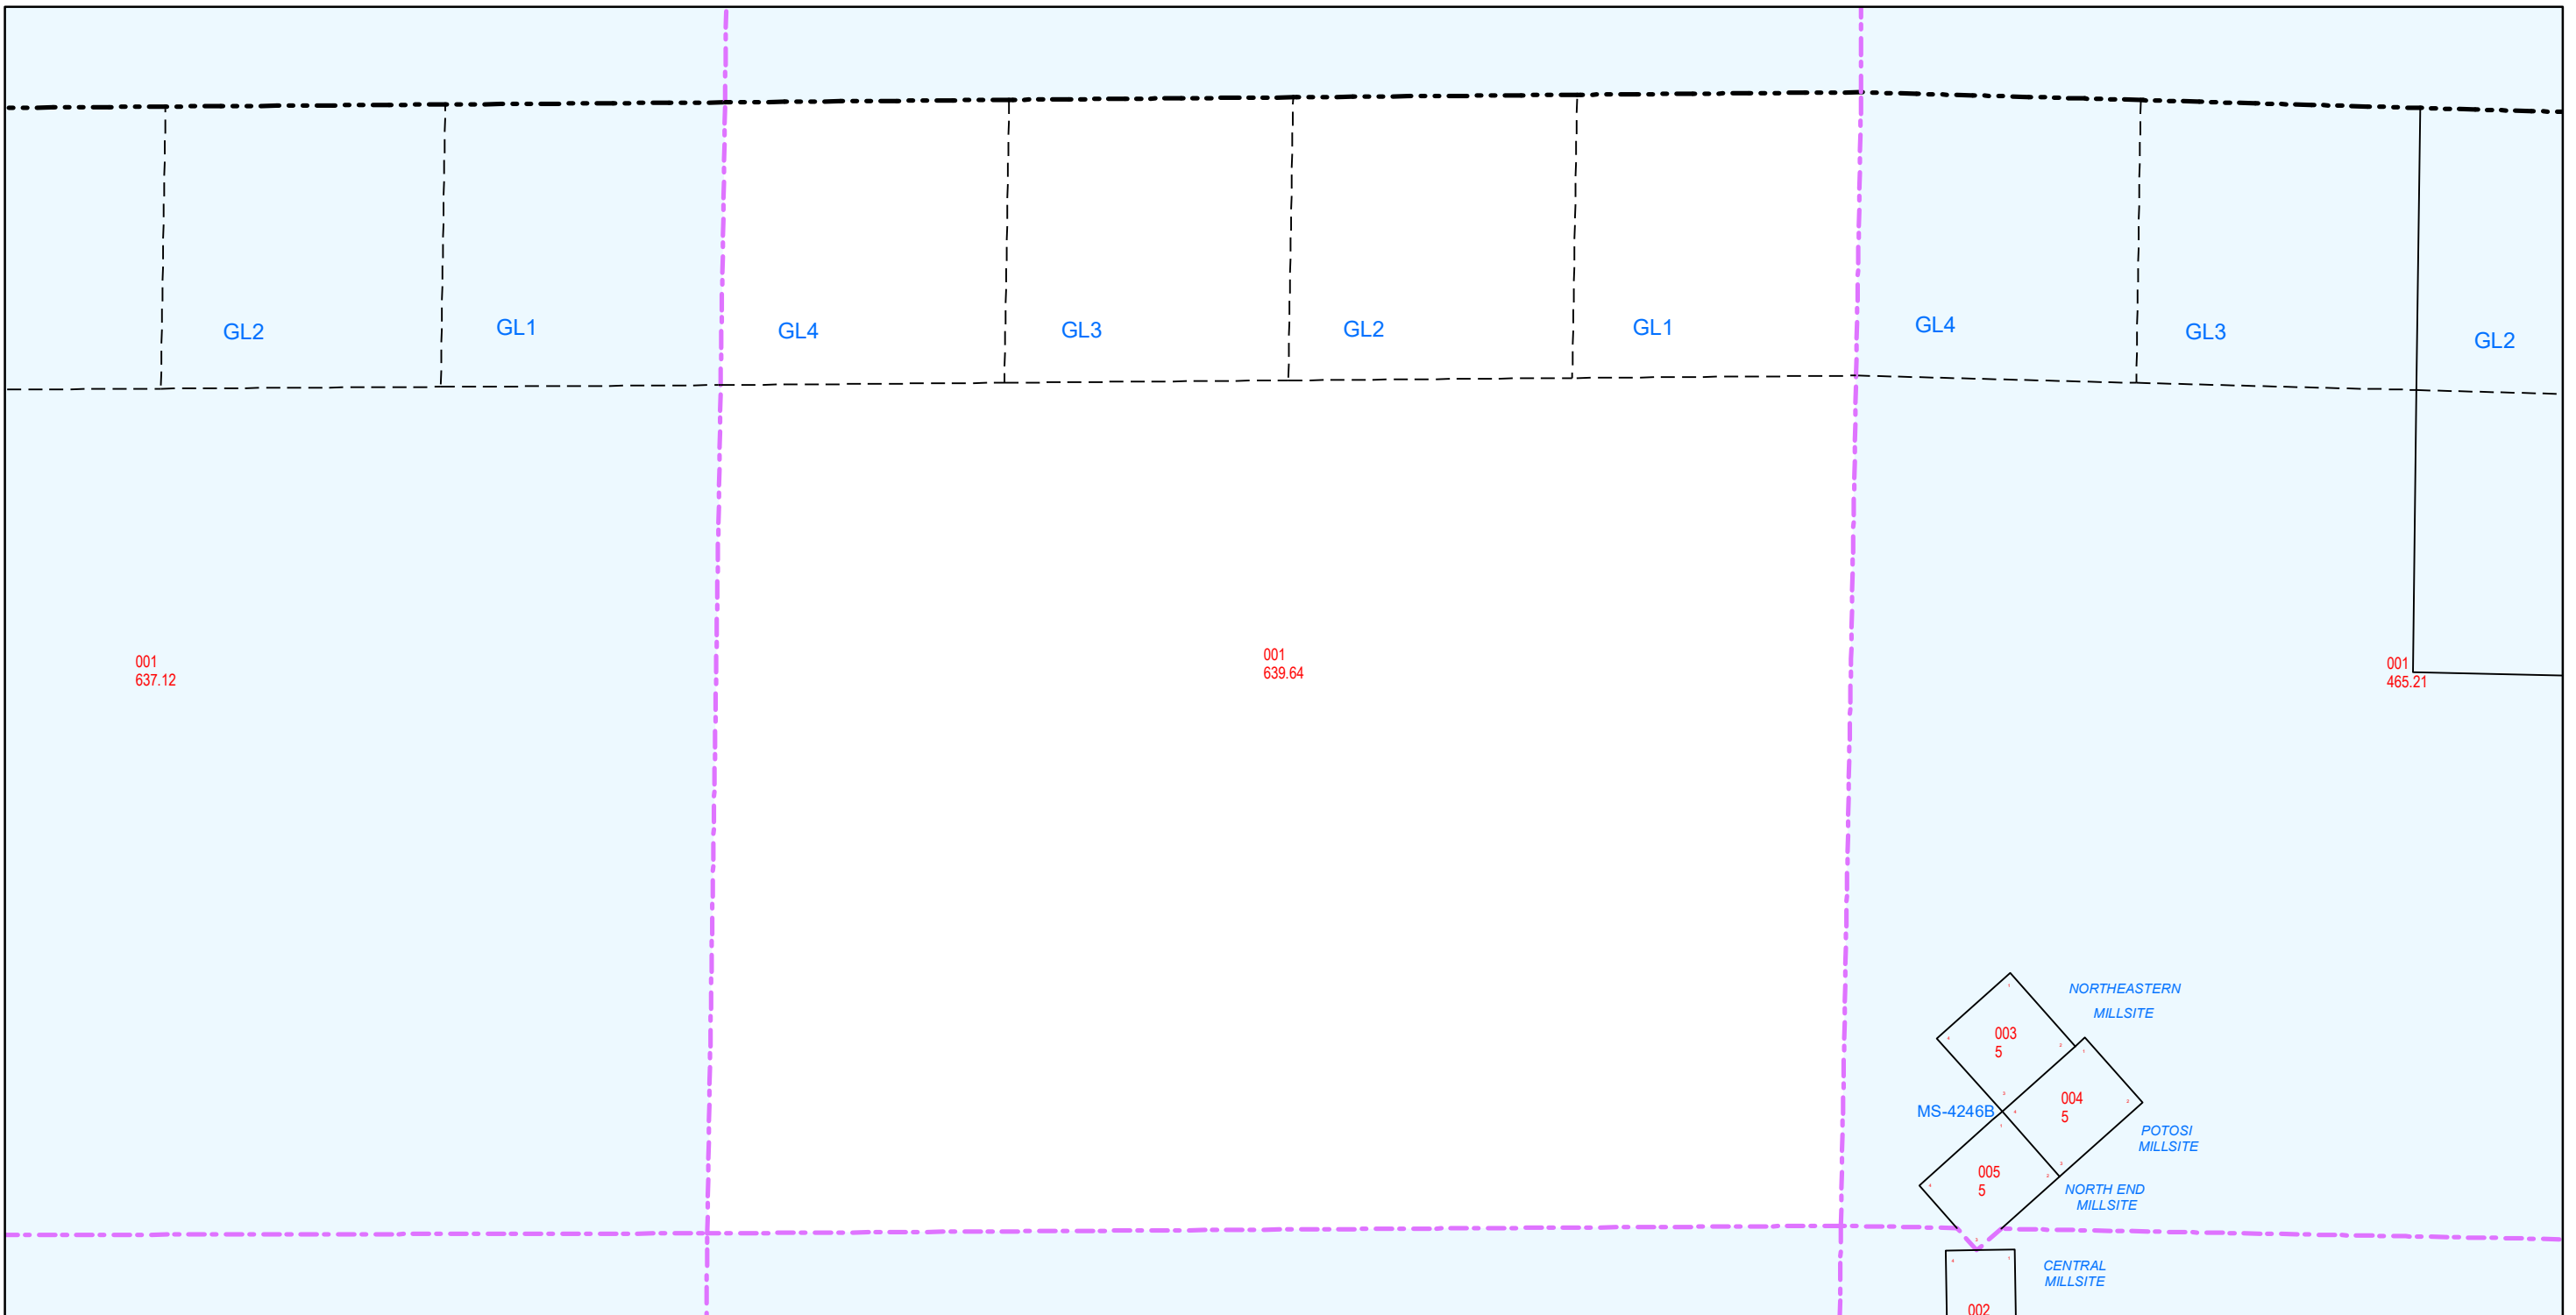 GL2
GL1
GL4
GL3
GL2
GL1
GL4
GL3
GL2
001
637.12
001
639.64
001
465.21
NORTHEASTERN
MILLSITE
003
5
004
5
MS-4246B
POTOSI
MILLSITE
005
5
NORTH END
MILLSITE
CENTRAL
MILLSITE
002